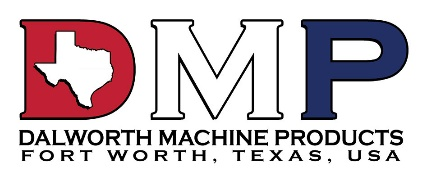 DMP
DALWORTH MACHINE PRODUCTS
FORT WORTH, TEXAS, USA